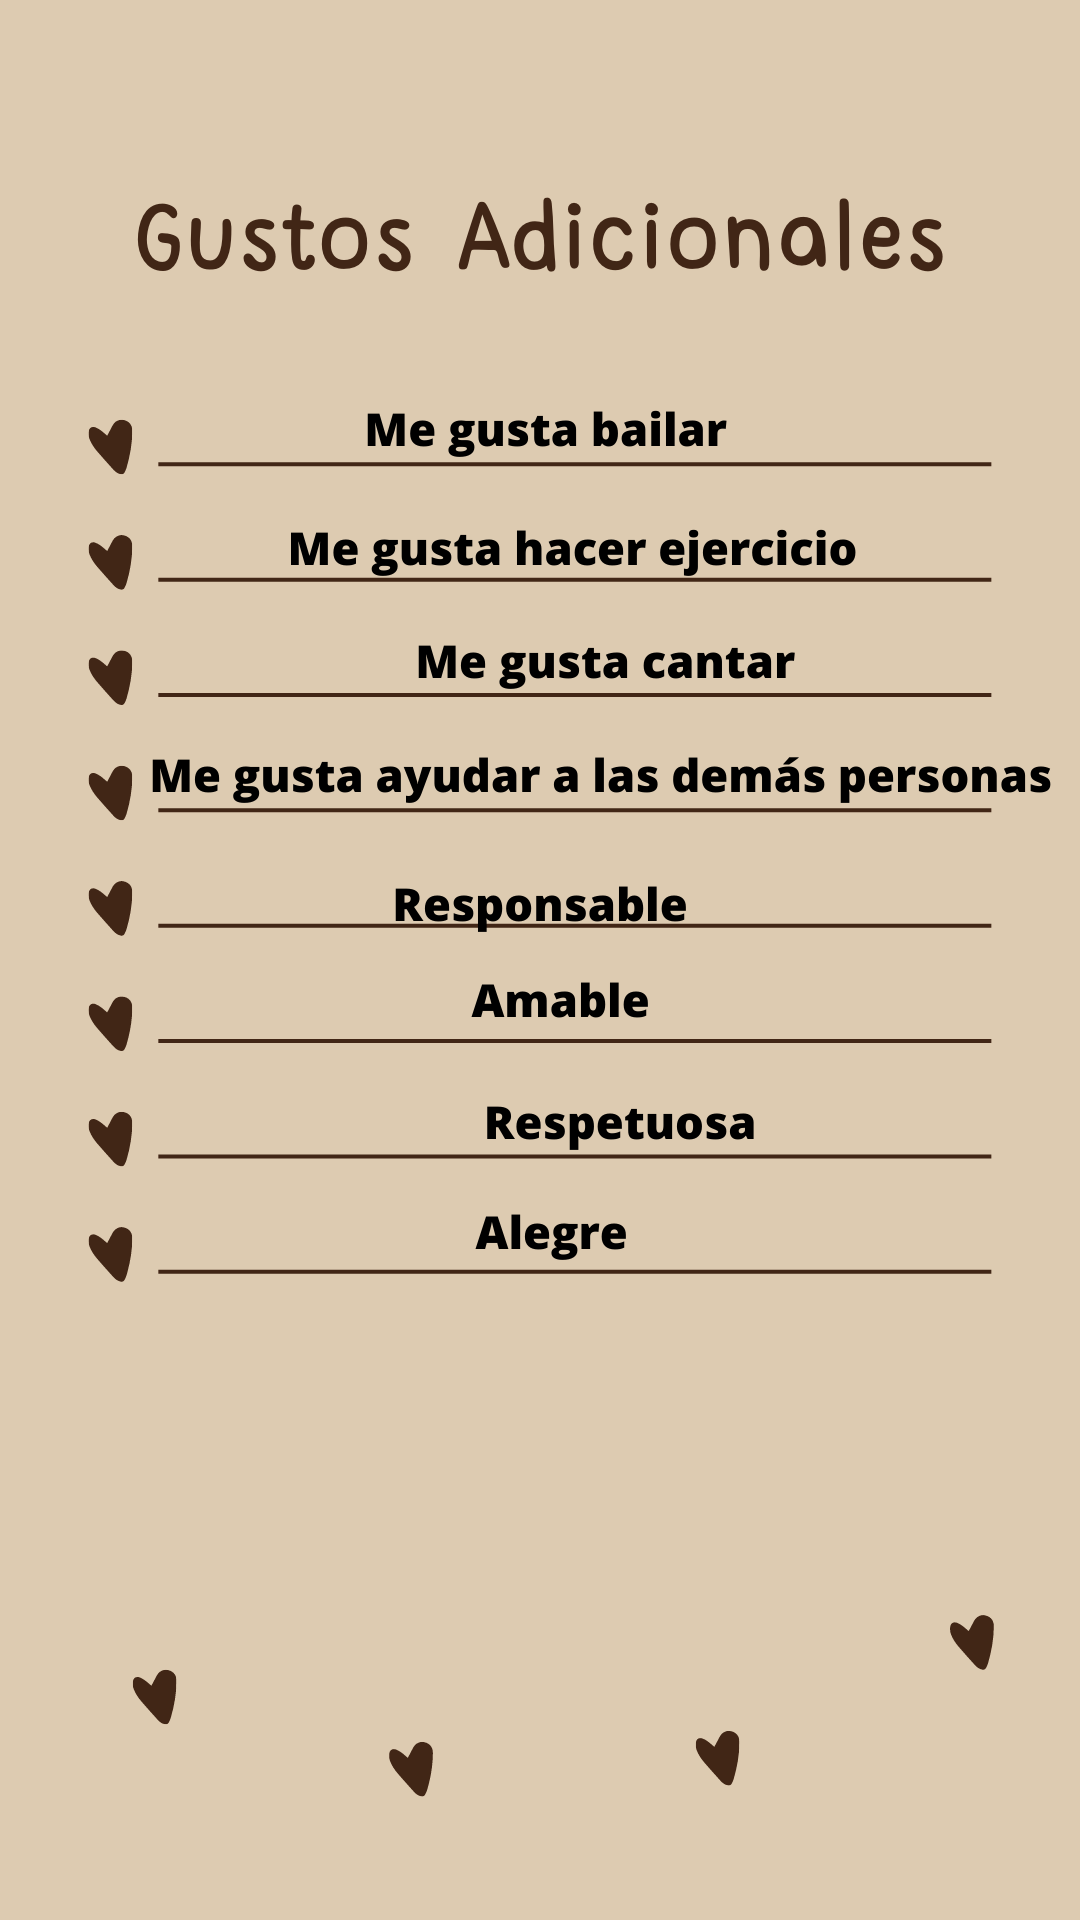 Gustos Adicionales
Me gusta bailar
Me gusta hacer ejercicio
Me gusta cantar
Me gusta ayudar a las demás personas
Responsable
Amable
Respetuosa
Alegre